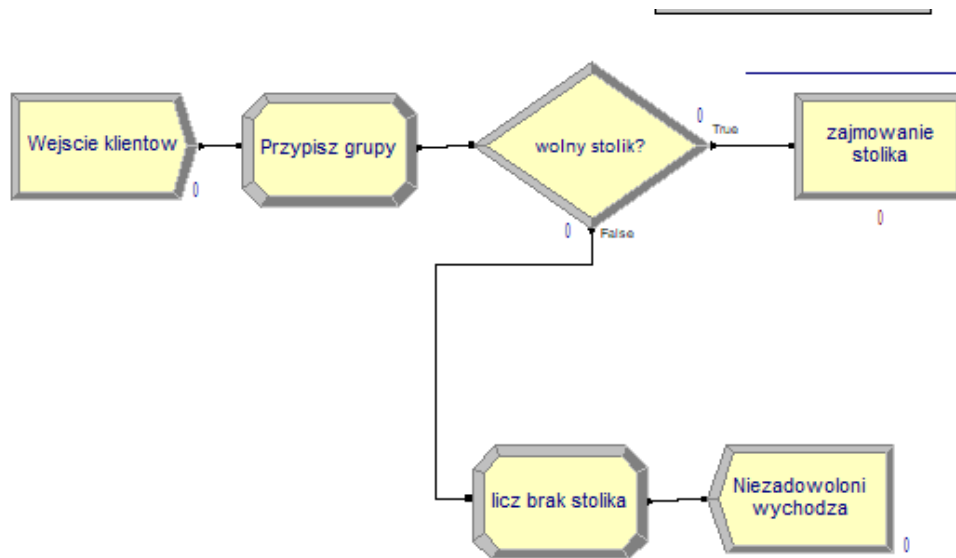 Wejscie klientow
0
Przypisz grupy
wolny stolik?
0
True
0
False
zajmowanie
stolika
0
licz brak stolika
Niezadowoloni
wychodza
0